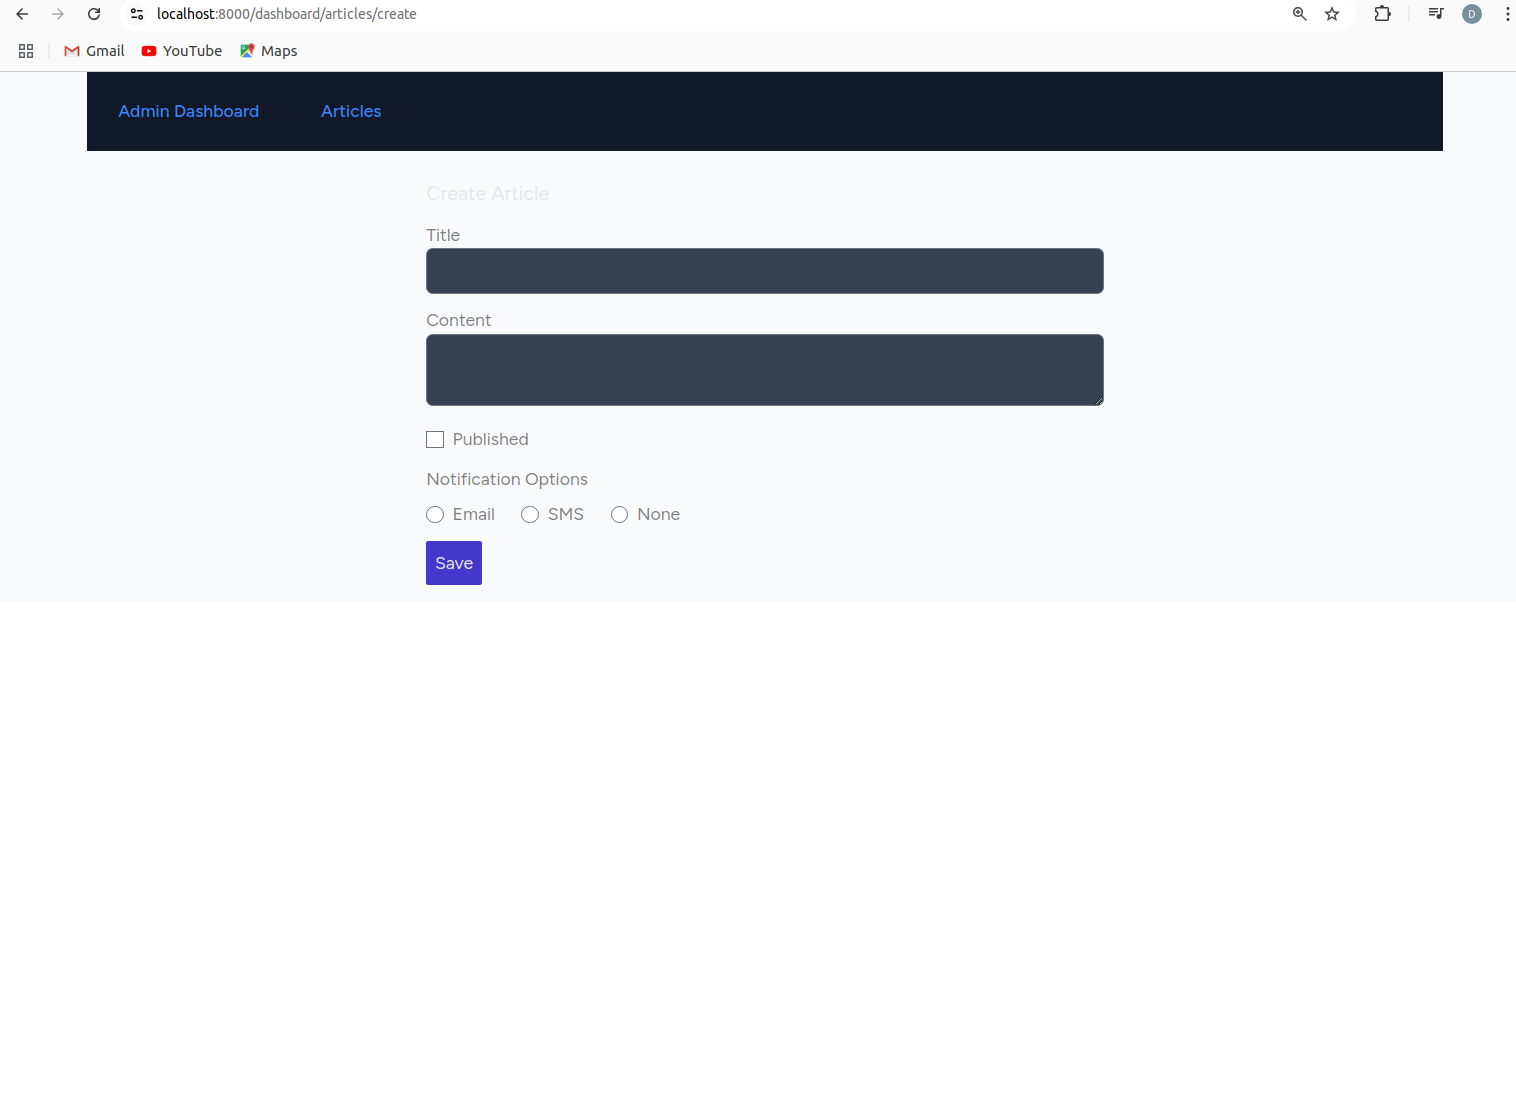 localhost:8000/dashboard/articles/create
D
Gmail YouTube Maps
Admin Dashboard Articles
Create Article
Title
Content
Published
Notification Options
Email SMS None
Save